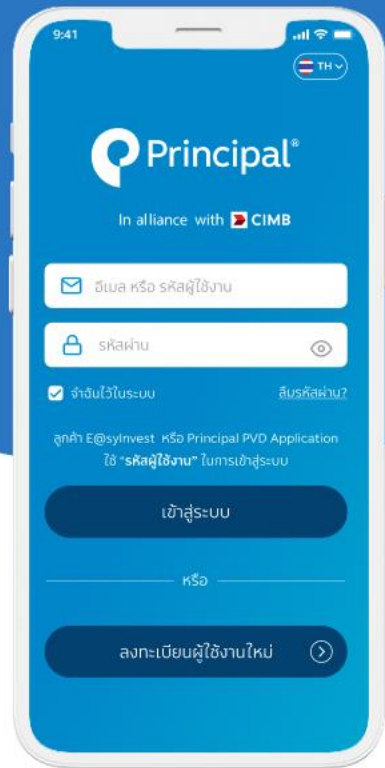 9:41
TH
Principal®
In alliance with CIMB
อีเมล หรือ รหัสผู้ใช้งาน
รหัสผ่าน
จำฉันไว้ในระบบ
ลืมรหัสผ่าน?
ลูกค้า E@syInvest หรือ Principal PVD Application
ใช้ “รหัสผู้ใช้งาน” ในการเข้าสู่ระบบ
เข้าสู่ระบบ
หรือ
ลงทะเบียนผู้ใช้งานใหม่